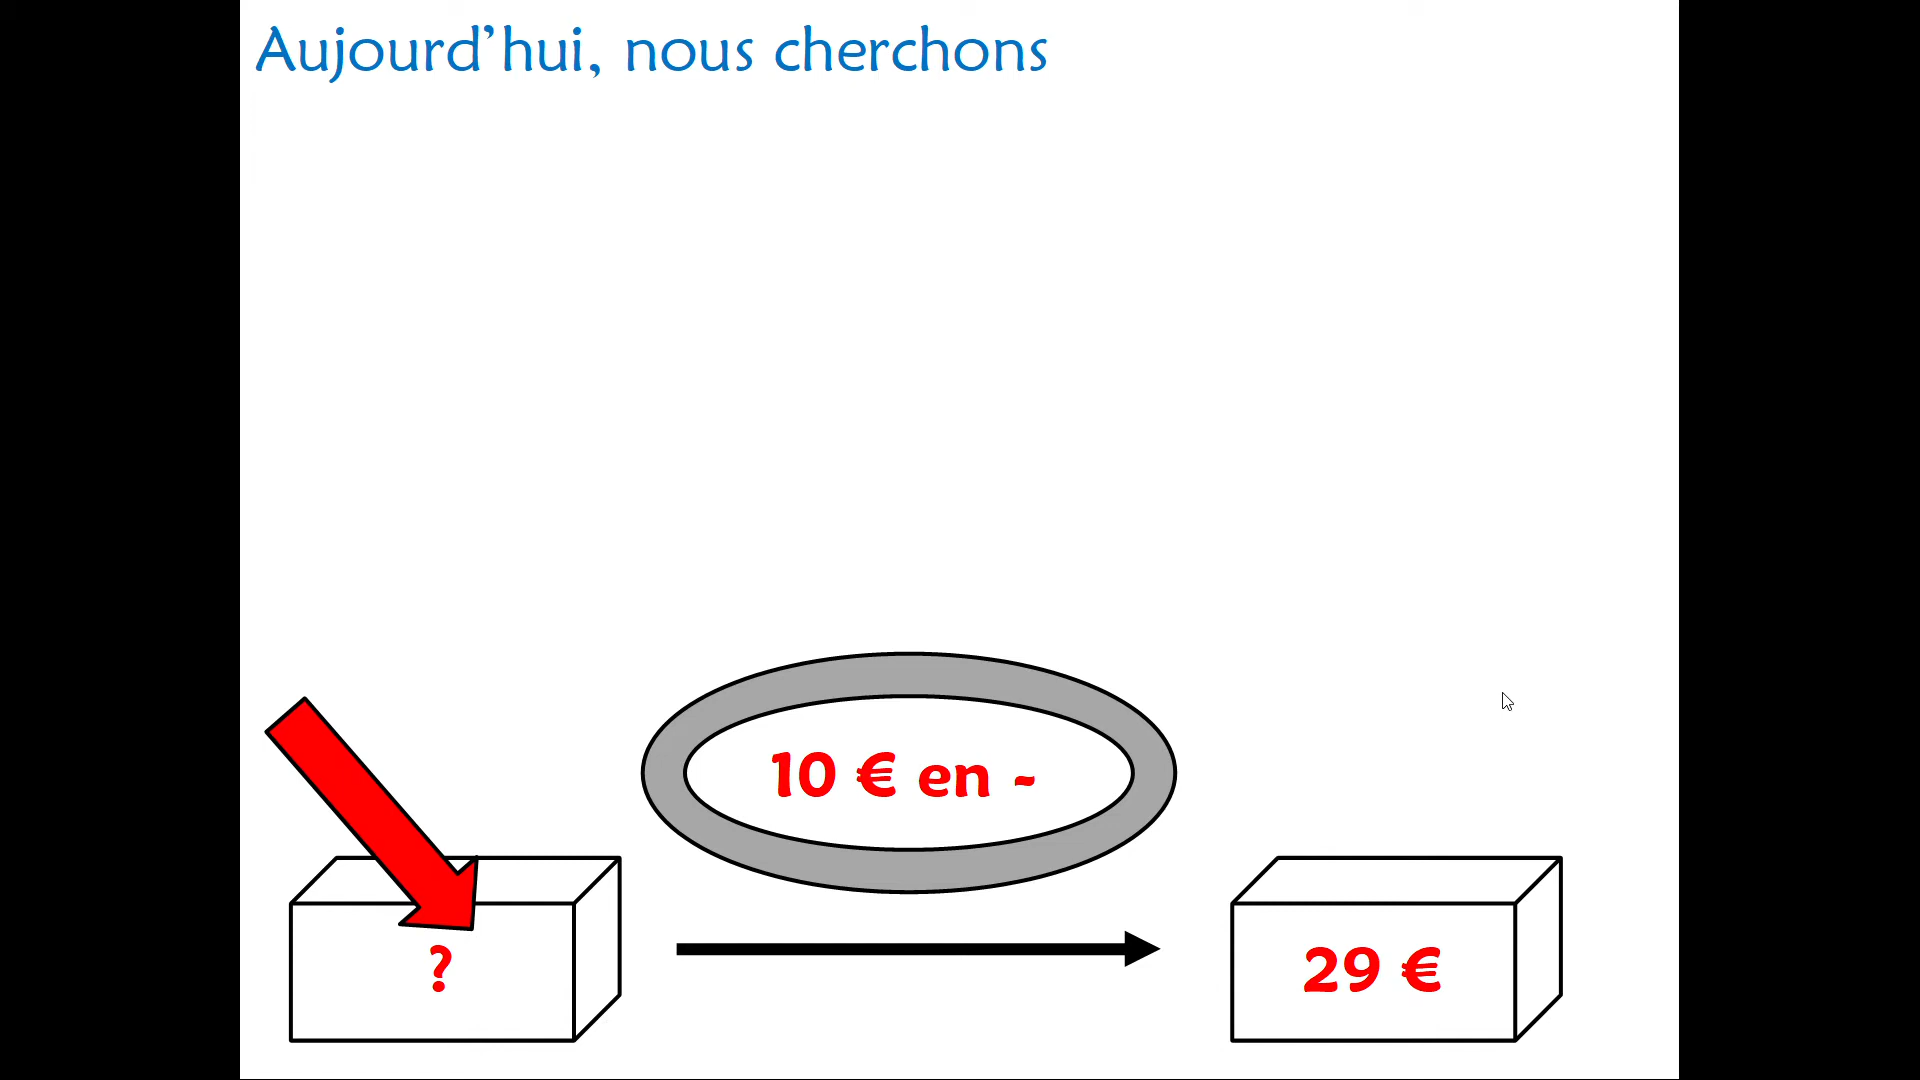 Aujourd’hui, nous cherchons
10 € en -
?
29 €